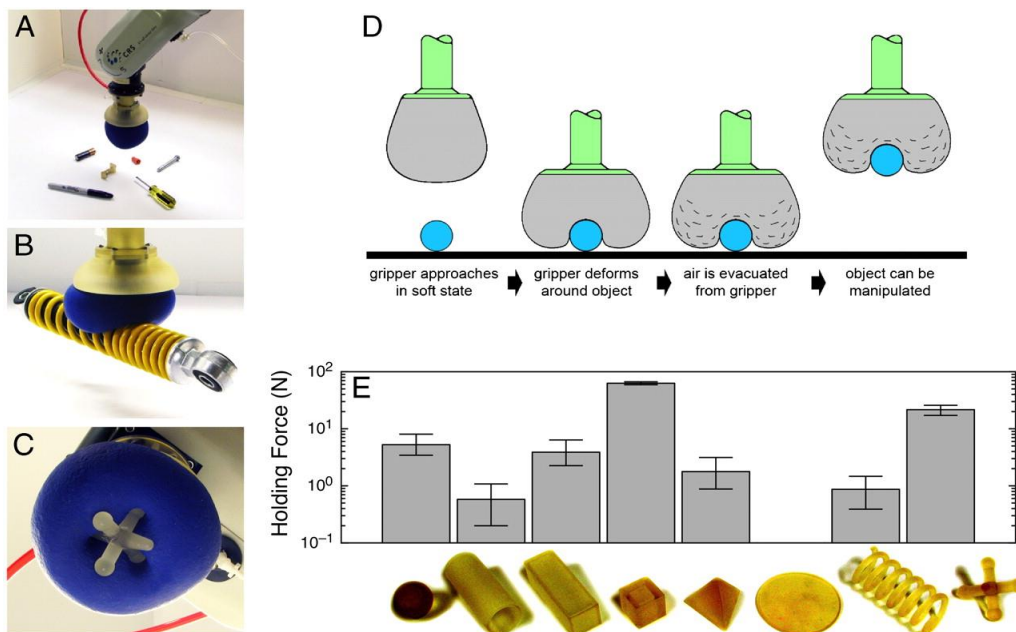 A
CRS
B
C
D
gripper approaches
in soft state
gripper deforms
around object
air is evacuated
from gripper
object can be
manipulated
E
Holding Force (N)
10²
10¹
10⁰
10⁻¹